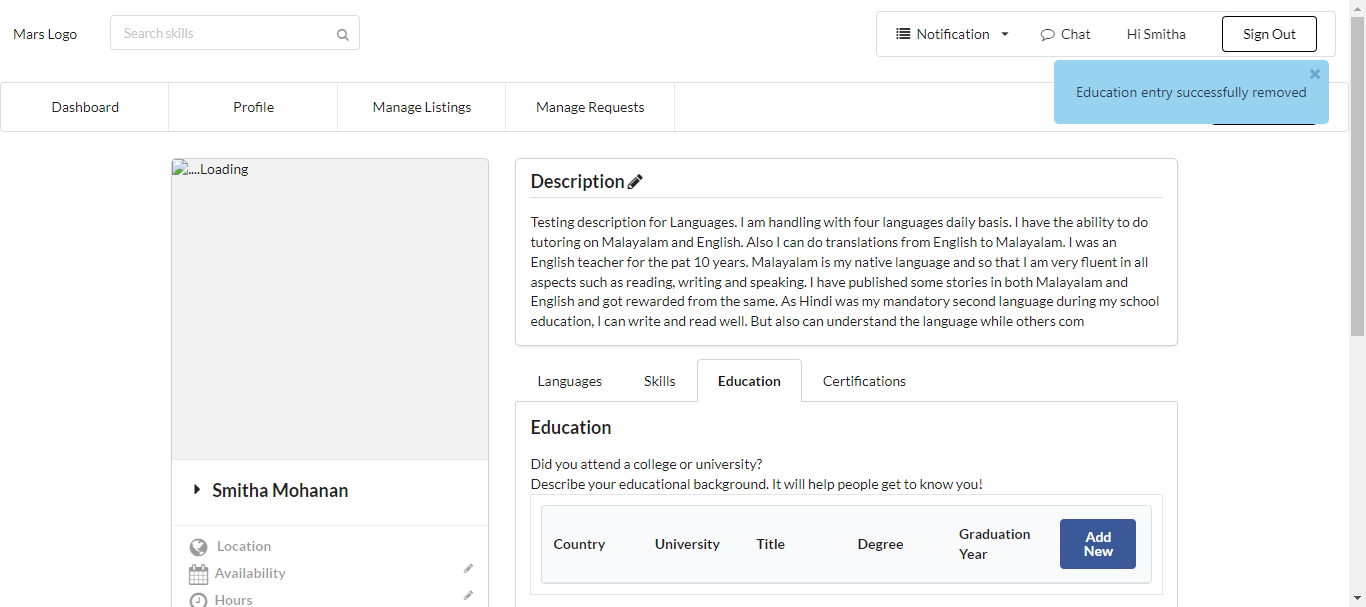 Mars Logo
Search skills
Notification
Chat
Hi Smitha
Sign Out
Education entry successfully removed
Dashboard
Profile
Manage Listings
Manage Requests
....Loading
Smitha Mohanan
Location
Availability
Hours
Description
Testing description for Languages. I am handling with four languages daily basis. I have the ability to do
tutoring on Malayalam and English. Also I can do translations from English to Malayalam. I was an
English teacher for the pat 10 years. Malayalam is my native language and so that I am very fluent in all
aspects such as reading, writing and speaking. I have published some stories in both Malayalam and
English and got rewarded from the same. As Hindi was my mandatory second language during my school
education, I can write and read well. But also can understand the language while others com
Languages
Skills
Education
Certifications
Education
Did you attend a college or university?
Describe your educational background. It will help people get to know you!
Country
University
Title
Degree
Graduation
Year
Add
New